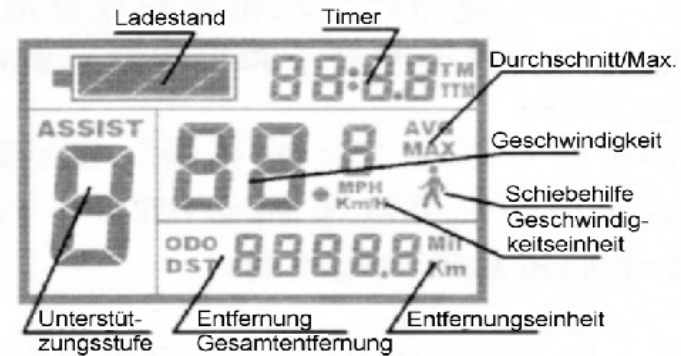 Ladestand
Timer
88:8.8 TM
TTM
Durchschnitt/Max.
ASSIST
8
88.8
AVG
MAX
Geschwindigkeit
MPH
Km/H
Schiebehilfe
Geschwindig-
keitseinheit
ODO
DST
88888.8
Mil
Km
Unterstüt-
zungsstufe
Entfernung
Gesamtentfernung
Entfernungseinheit